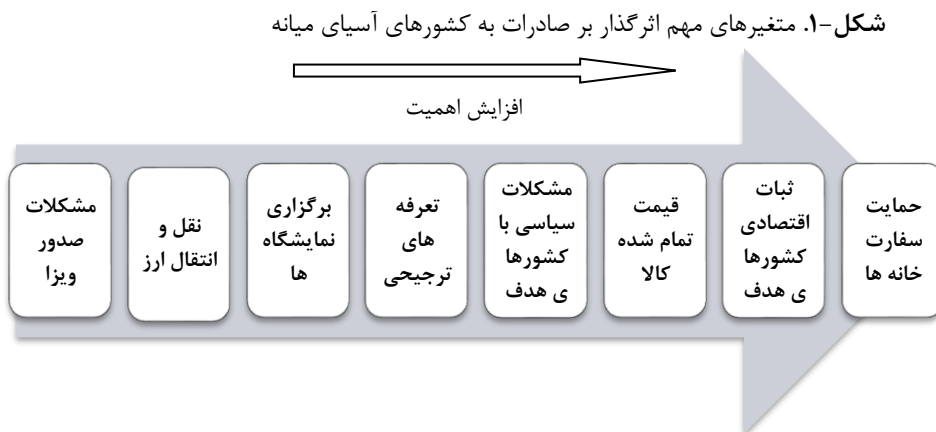 شکل-۱. متغیرهای مهم اثرگذار بر صادرات به کشورهای آسیای میانه
افزایش اهمیت
حمایت
سفارت
خانه ها
ثبات
اقتصادی
کشورها
ی هدف
قیمت
تمام شده
کالا
مشکلات
سیاسی با
کشورها
ی هدف
تعرفه
های
ترجیحی
برگزاری
نمایشگاه
ها
نقل و
انتقال ارز
مشکلات
صدور
ویزا